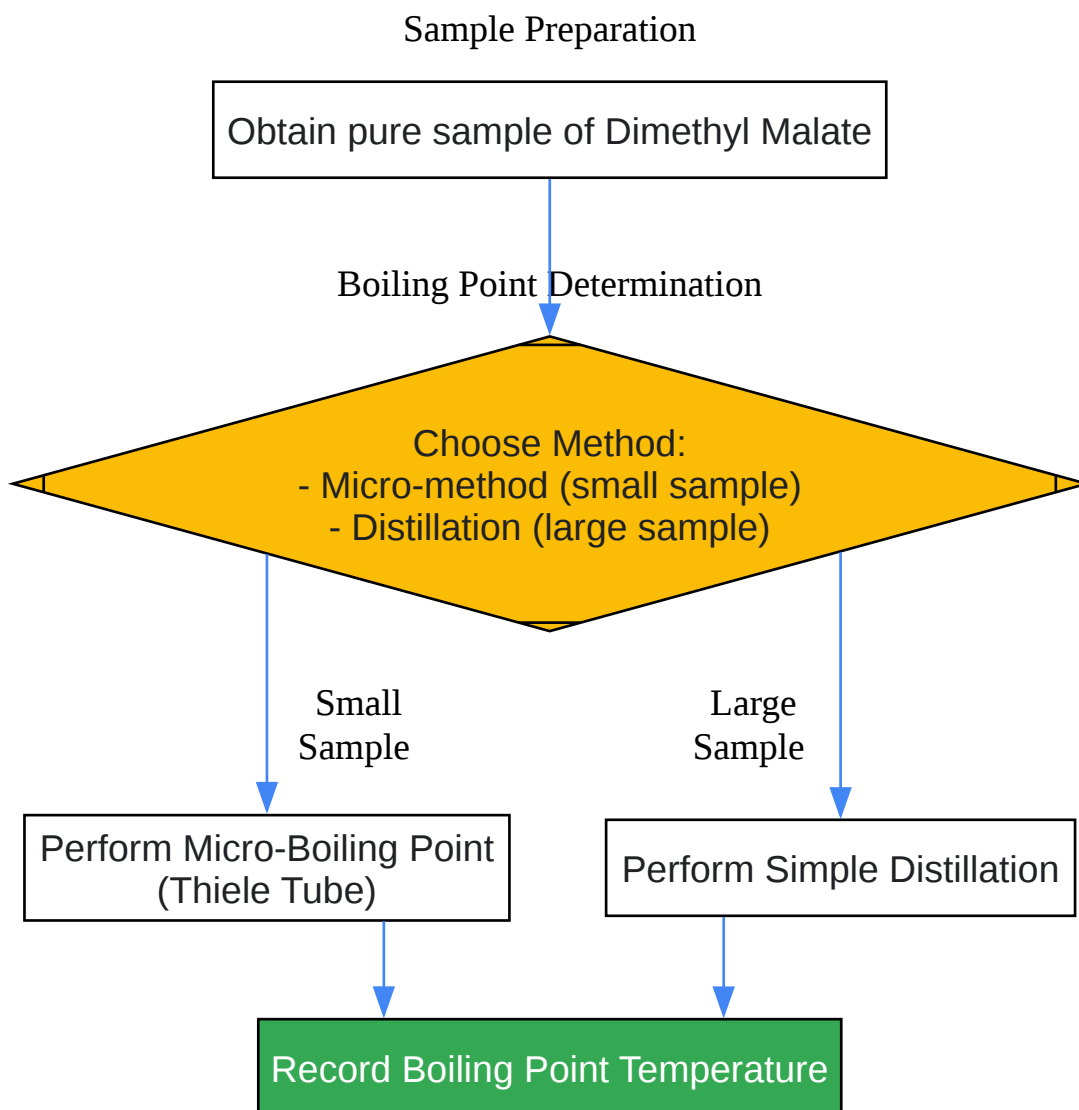 Sample Preparation
Obtain pure sample of Dimethyl Malate
Boiling Point Determination
Choose Method:
- Micro-method (small sample)
- Distillation (large sample)
Small
Sample
Large
Sample
Perform Micro-Boiling Point
(Thiele Tube)
Perform Simple Distillation
Record Boiling Point Temperature